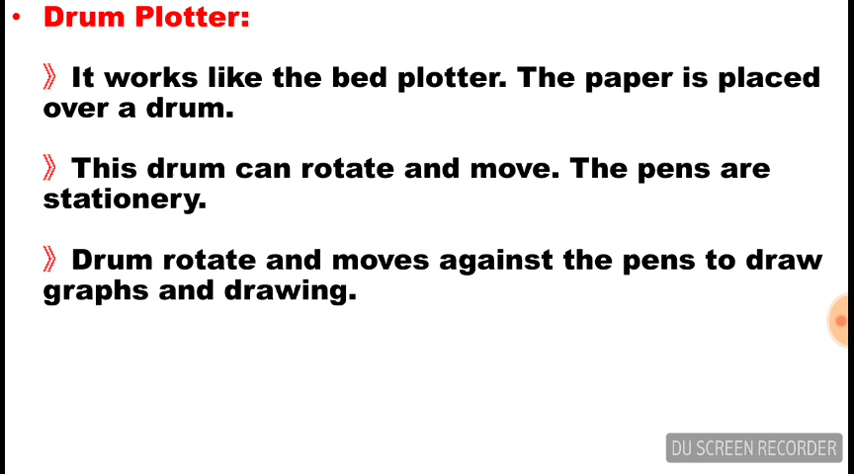 • Drum Plotter:
》It works like the bed plotter. The paper is placed
over a drum.
》This drum can rotate and move. The pens are
stationery.
》Drum rotate and moves against the pens to draw
graphs and drawing.
DU SCREEN RECORDER